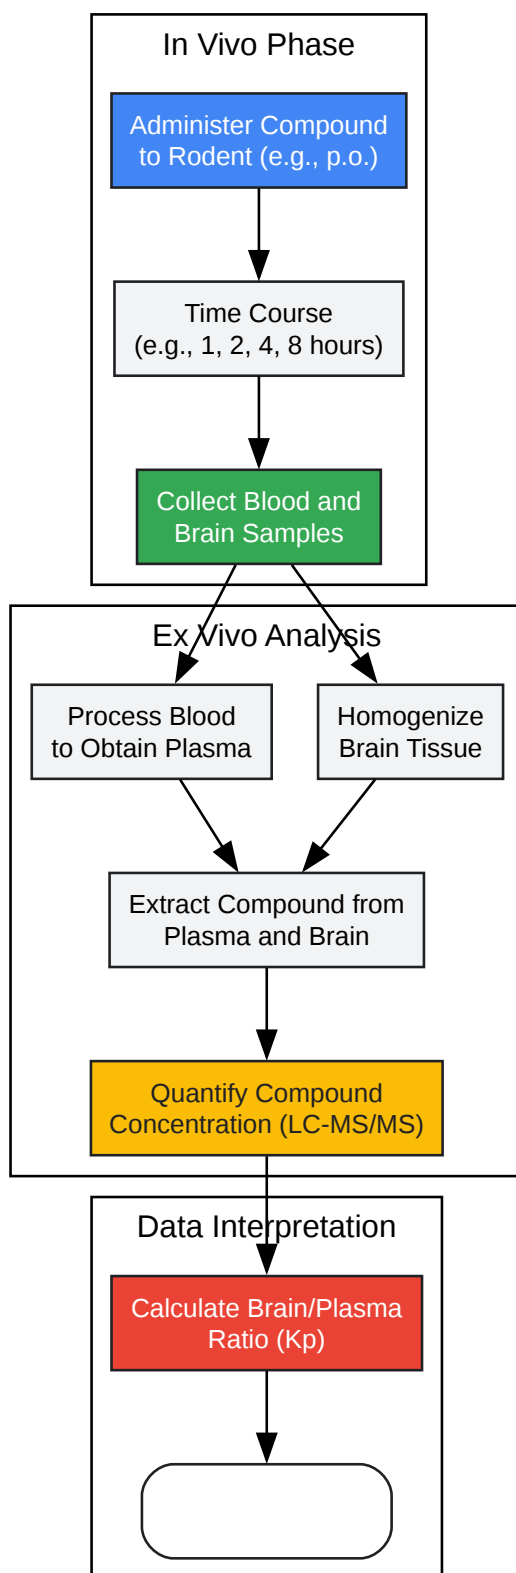 In Vivo Phase
Administer Compound
to Rodent (e.g., p.o.)
Time Course
(e.g., 1, 2, 4, 8 hours)
Collect Blood and
Brain Samples
Ex Vivo Analysis
Process Blood
to Obtain Plasma
Homogenize
Brain Tissue
Extract Compound from
Plasma and Brain
Quantify Compound
Concentration (LC-MS/MS)
Data Interpretation
Calculate Brain/Plasma
Ratio (Kp)